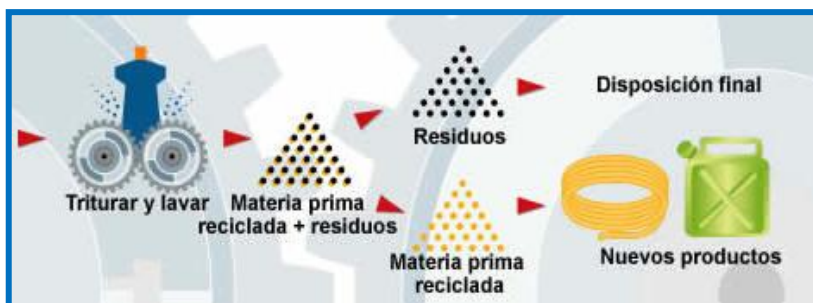 Triturar y lavar
Materia prima
reciclada + residuos
Residuos
Disposición final
Materia prima
reciclada
Nuevos productos